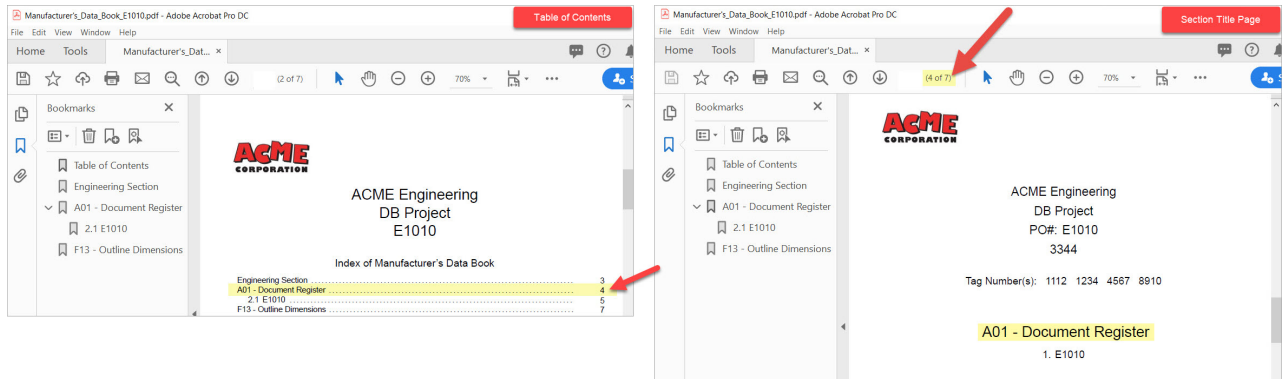 Manufacturer's_Data_Book_E1010.pdf - Adobe Acrobat Pro DC
Table of Contents
File Edit View Window Help
Home Tools Manufacturer's_Dat... ×
(2 of 7) 70%
Bookmarks ×
Table of Contents
Engineering Section
A01 - Document Register
2.1 E1010
F13 - Outline Dimensions
ACME
CORPORATION
ACME Engineering
DB Project
E1010
Index of Manufacturer's Data Book
Engineering Section 3
A01 - Document Register 4
2.1 E1010 5
F13 - Outline Dimensions 7
Manufacturer's_Data_Book_E1010.pdf - Adobe Acrobat Pro DC
Section Title Page
File Edit View Window Help
Home Tools Manufacturer's_Dat... ×
(4 of 7) 70%
Bookmarks ×
Table of Contents
Engineering Section
A01 - Document Register
2.1 E1010
F13 - Outline Dimensions
ACME
CORPORATION
ACME Engineering
DB Project
PO#: E1010
3344
Tag Number(s): 1112 1234 4567 8910
A01 - Document Register
1. E1010